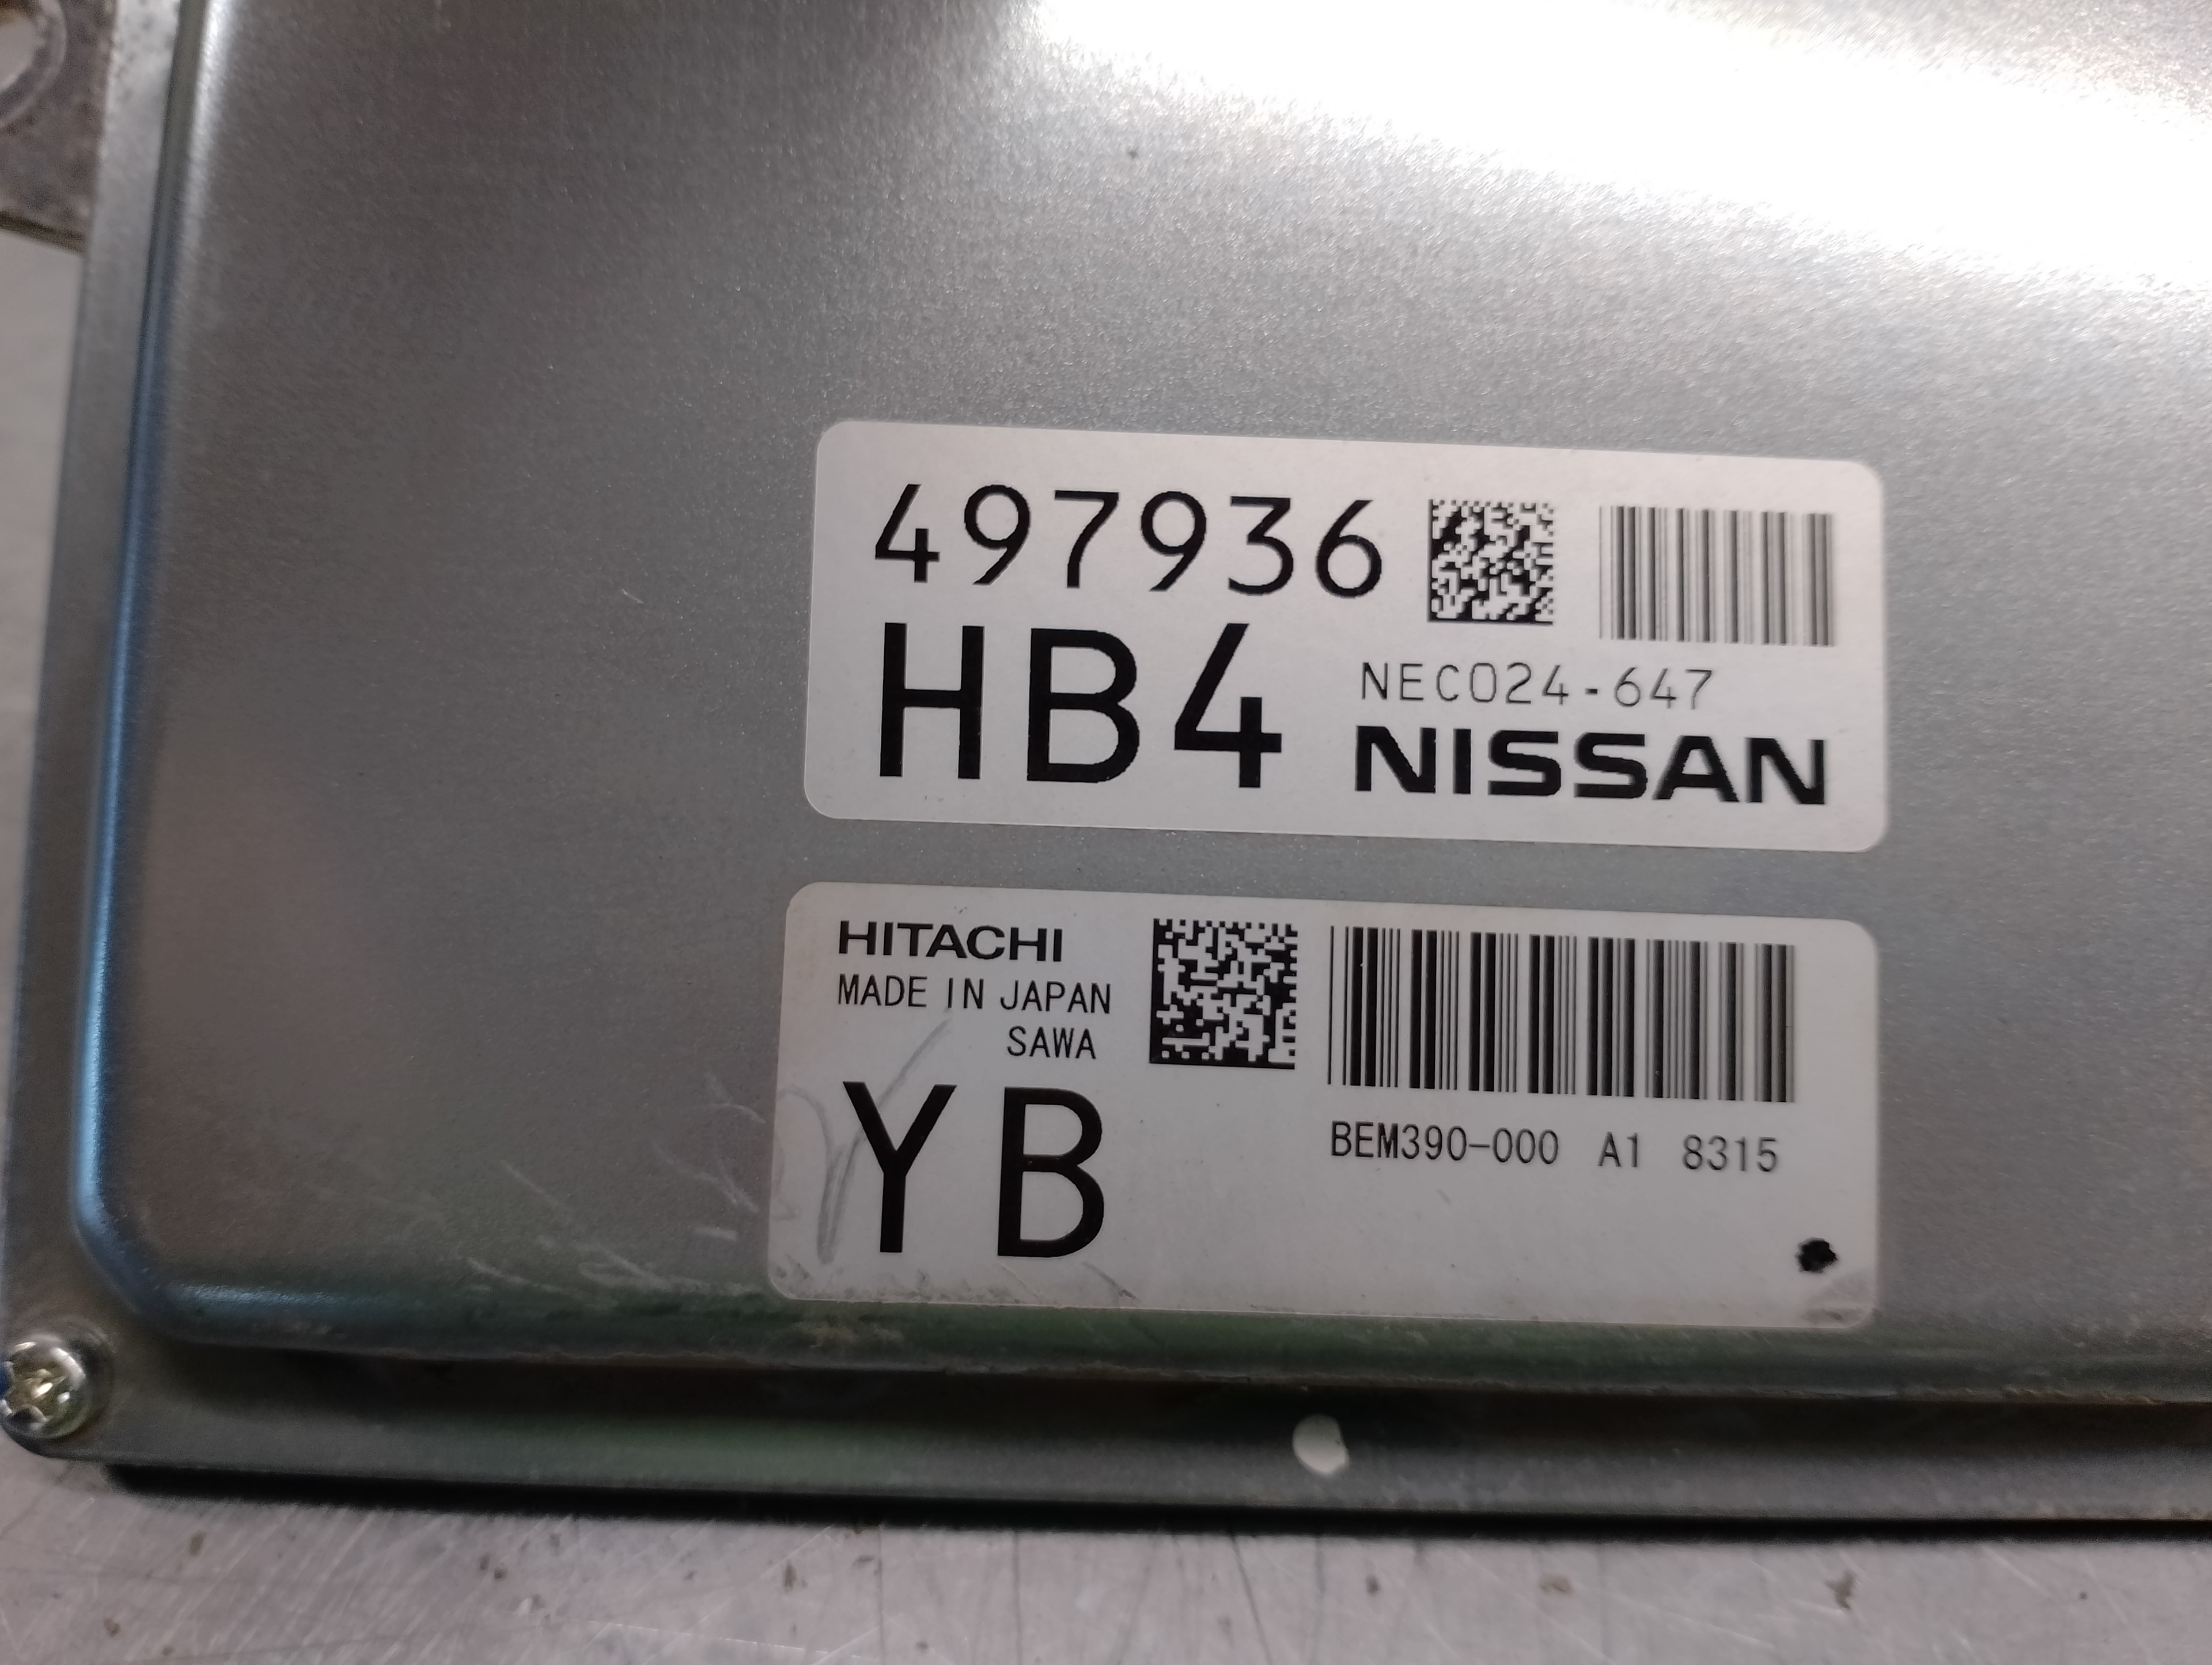 497936
HB4
NEC024-647
NISSAN
HITACHI
MADE IN JAPAN
SAWA
YB
BEM390-000 A1 8315